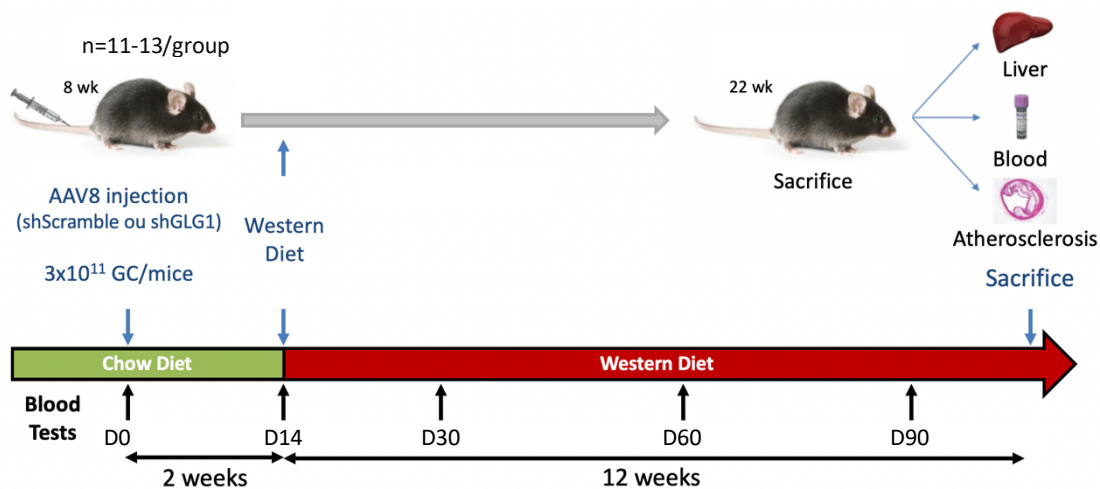 n=11-13/group
8 wk
22 wk
Liver
Blood
Sacrifice
Atherosclerosis
AAV8 injection
(shScramble ou shGLG1)
3x10¹¹ GC/mice
Western
Diet
Sacrifice
Chow Diet
Western Diet
Blood
Tests
D0
D14
D30
D60
D90
2 weeks
12 weeks